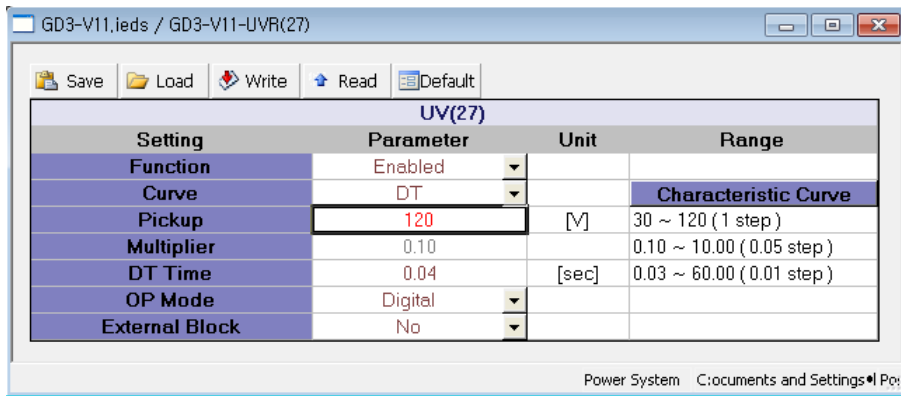 GD3-V11.ieds / GD3-V11-UVR(27)
Save Load Write Read Default
UV(27)
Setting Parameter Unit Range
Function Enabled
Curve DT Characteristic Curve
Pickup 120 [V] 30 ~ 120 ( 1 step )
Multiplier 0.10 0.10 ~ 10.00 ( 0.05 step )
DT Time 0.04 [sec] 0.03 ~ 60.00 ( 0.01 step )
OP Mode Digital
External Block No
Power System C:ocuments and Settings